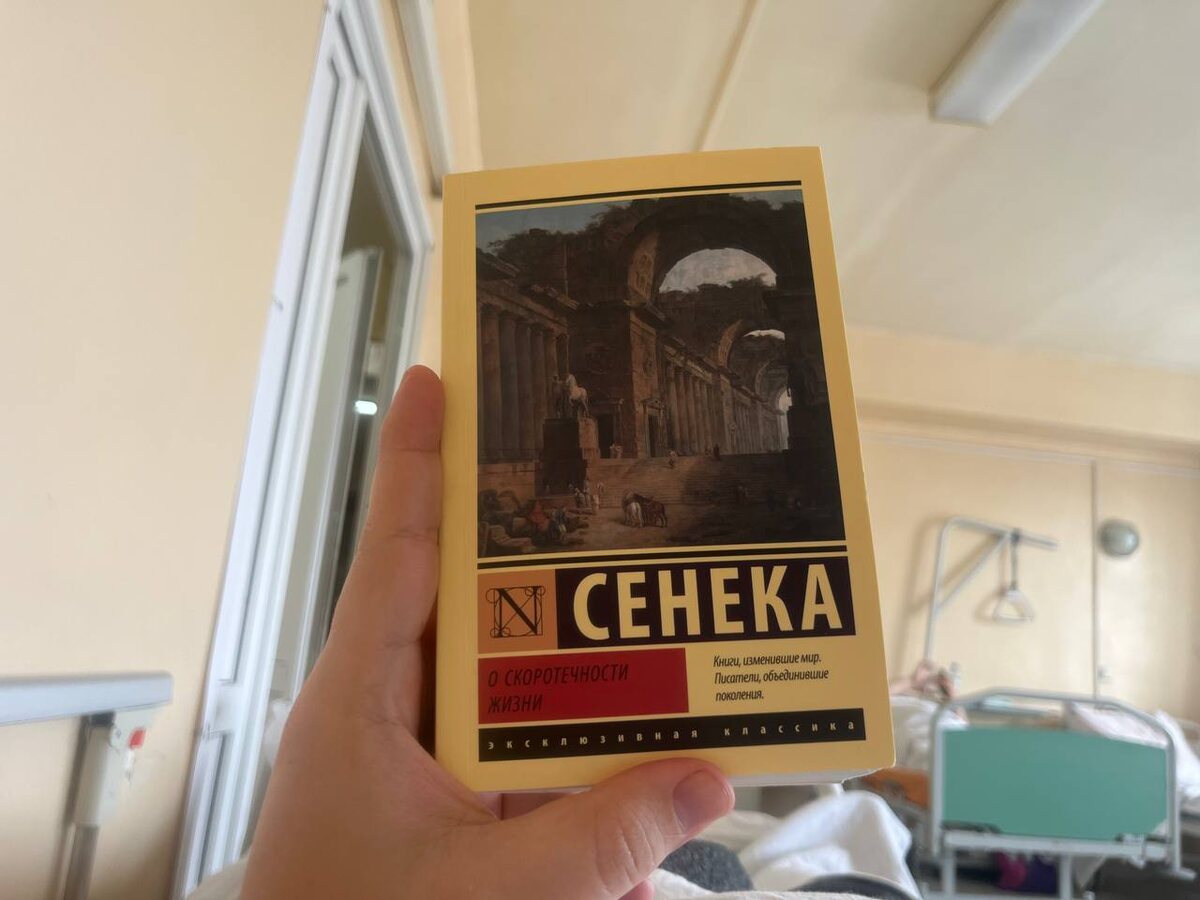 N
СЕНЕКА
О СКОРОТЕЧНОСТИ
ЖИЗНИ
Книги, изменившие мир.
Писатели, объединившие
поколения.
эксклюзивная классика